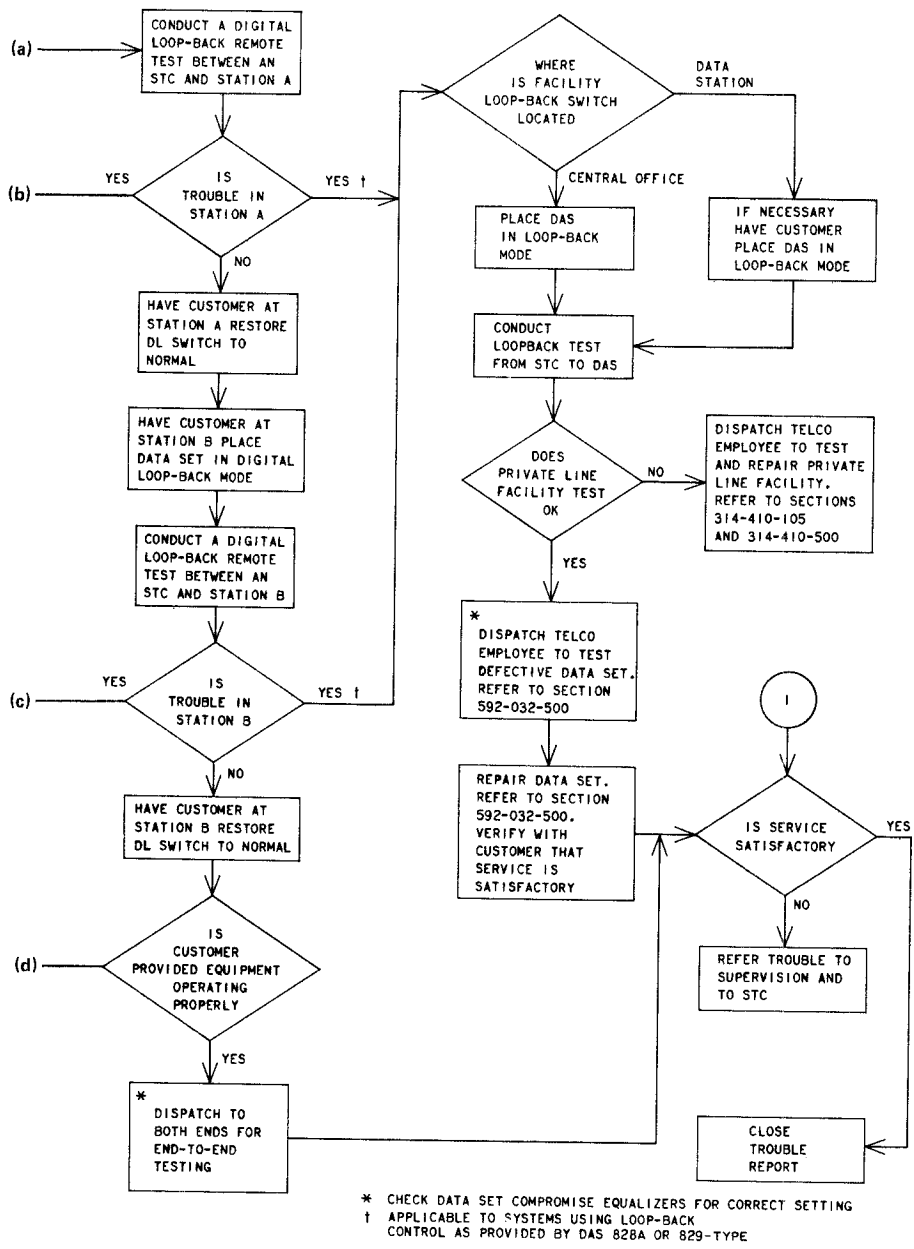 (a)
CONDUCT A DIGITAL
LOOP-BACK REMOTE
TEST BETWEEN AN
STC AND STATION A
(b)
YES
IS
TROUBLE IN
STATION A
YES †
NO
HAVE CUSTOMER AT
STATION A RESTORE
DL SWITCH TO
NORMAL
HAVE CUSTOMER AT
STATION B PLACE
DATA SET IN DIGITAL
LOOP-BACK MODE
CONDUCT A DIGITAL
LOOP-BACK REMOTE
TEST BETWEEN AN
STC AND STATION B
(c)
YES
IS
TROUBLE IN
STATION B
YES †
NO
HAVE CUSTOMER AT
STATION B RESTORE
DL SWITCH TO NORMAL
(d)
IS
CUSTOMER
PROVIDED EQUIPMENT
OPERATING
PROPERLY
YES
*
DISPATCH TO
BOTH ENDS FOR
END-TO-END
TESTING
WHERE
IS FACILITY
LOOP-BACK SWITCH
LOCATED
DATA
STATION
CENTRAL OFFICE
PLACE DAS
IN LOOP-BACK
MODE
IF NECESSARY
HAVE CUSTOMER
PLACE DAS IN
LOOP-BACK MODE
CONDUCT
LOOPBACK TEST
FROM STC TO DAS
DOES
PRIVATE LINE
FACILITY TEST
OK
NO
DISPATCH TELCO
EMPLOYEE TO TEST
AND REPAIR PRIVATE
LINE FACILITY.
REFER TO SECTIONS
314-410-105
AND 314-410-500
YES
*
DISPATCH TELCO
EMPLOYEE TO TEST
DEFECTIVE DATA SET.
REFER TO SECTION
592-032-500
REPAIR DATA SET.
REFER TO SECTION
592-032-500.
VERIFY WITH
CUSTOMER THAT
SERVICE IS
SATISFACTORY
1
IS SERVICE
SATISFACTORY
YES
NO
REFER TROUBLE TO
SUPERVISION AND
TO STC
CLOSE
TROUBLE
REPORT
* CHECK DATA SET COMPROMISE EQUALIZERS FOR CORRECT SETTING
† APPLICABLE TO SYSTEMS USING LOOP-BACK
CONTROL AS PROVIDED BY DAS 828A OR 829-TYPE